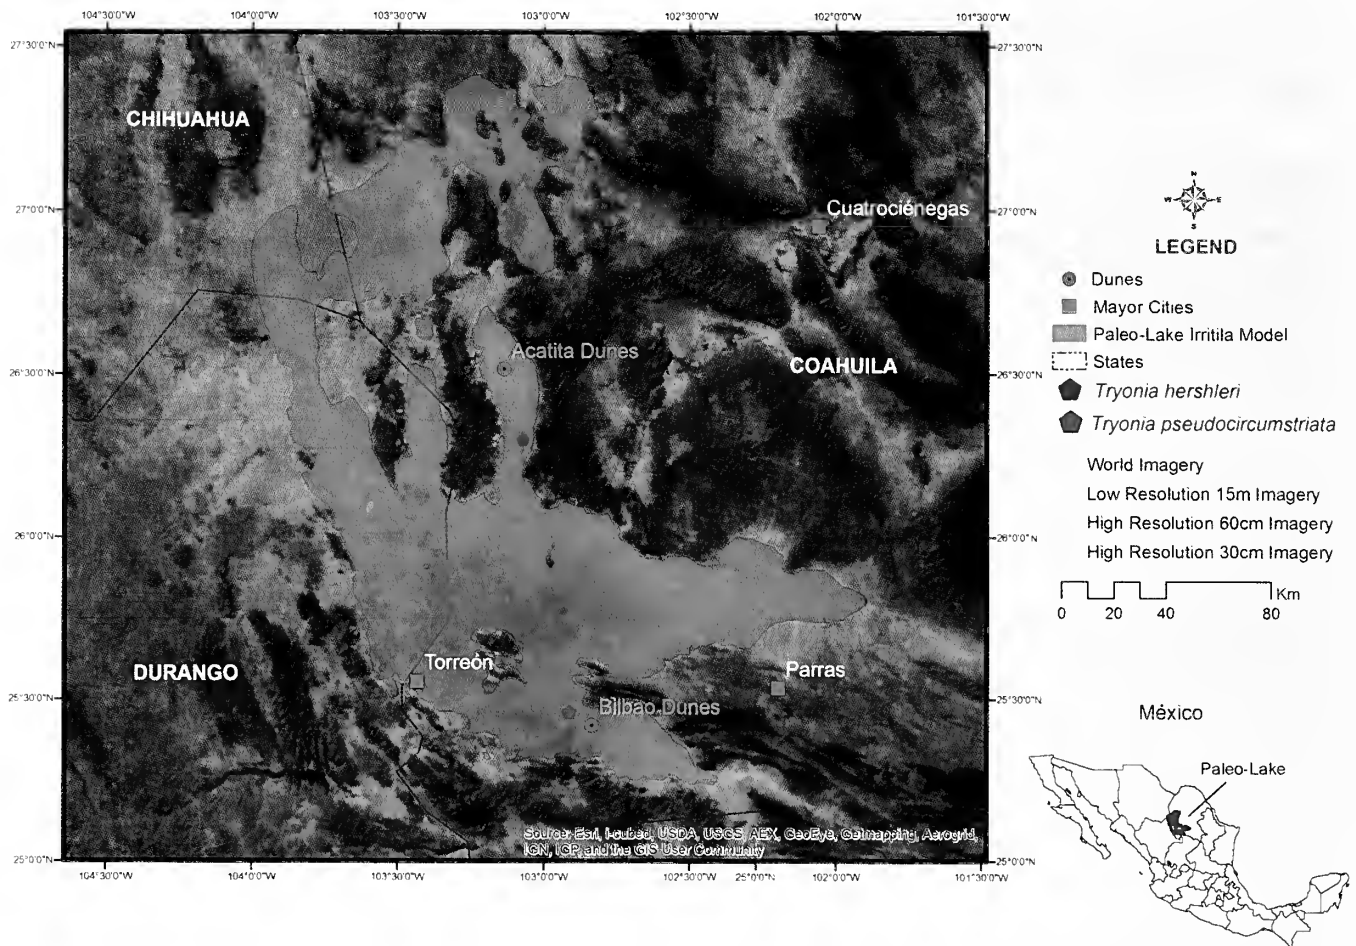 104°30'0"W 104°0'0"W 103°30'0"W 103°0'0"W 102°30'0"W 102°0'0"W 101°30'0"W
27°30'0"N 27°30'0"N
CHIHUAHUA
27°0'0"N 27°0'0"N
Cuatrociénegas
Acatita Dunes
COAHUILA
26°30'0"N 26°30'0"N
26°0'0"N 26°0'0"N
DURANGO
Torreón
Parras
25°30'0"N 25°30'0"N
Bilbao Dunes
Source: Esri, i-cubed, USDA, USGS, AEX, GeoEye, Getmapping, Aerogrid,
IGN, IGP, and the GIS User Community
25°0'0"N 25°0'0"N
104°30'0"W 104°0'0"W 103°30'0"W 103°0'0"W 102°30'0"W 25°0'0"N 102°0'0"W 101°30'0"W
N
W E
S
LEGEND
Dunes
Mayor Cities
Paleo-Lake Irritila Model
States
Tryonia hershleri
Tryonia pseudocircumstriata
World Imagery
Low Resolution 15m Imagery
High Resolution 60cm Imagery
High Resolution 30cm Imagery
Km
0 20 40 80
México
Paleo-Lake